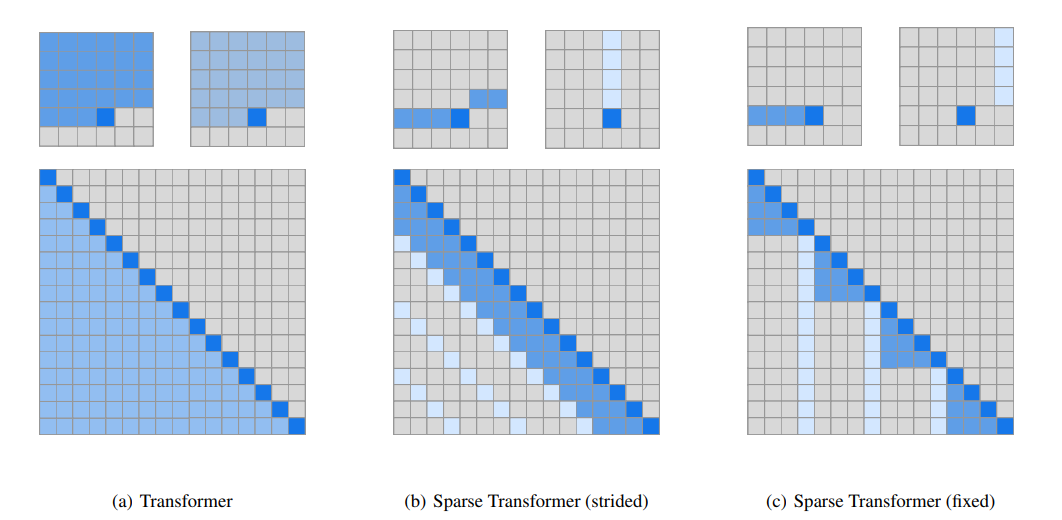 (a) Transformer
(b) Sparse Transformer (strided)
(c) Sparse Transformer (fixed)